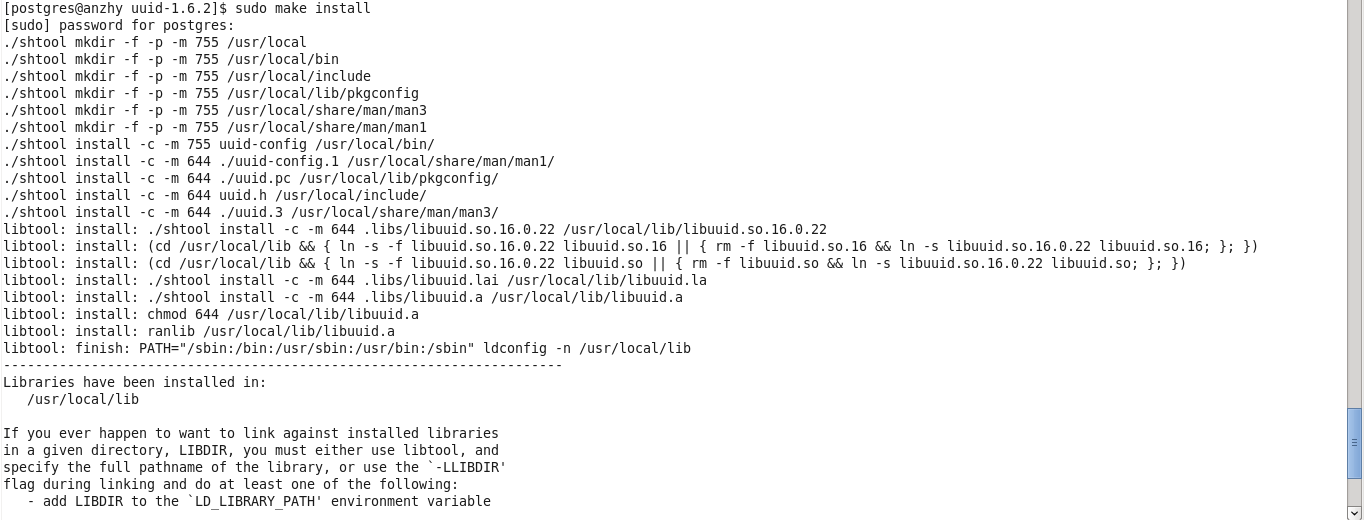 [postgres@anzhy uuid-1.6.2]$ sudo make install
[sudo] password for postgres:
./shtool mkdir -f -p -m 755 /usr/local
./shtool mkdir -f -p -m 755 /usr/local/bin
./shtool mkdir -f -p -m 755 /usr/local/include
./shtool mkdir -f -p -m 755 /usr/local/lib/pkgconfig
./shtool mkdir -f -p -m 755 /usr/local/share/man/man3
./shtool mkdir -f -p -m 755 /usr/local/share/man/man1
./shtool install -c -m 755 uuid-config /usr/local/bin/
./shtool install -c -m 644 ./uuid-config.1 /usr/local/share/man/man1/
./shtool install -c -m 644 ./uuid.pc /usr/local/lib/pkgconfig/
./shtool install -c -m 644 uuid.h /usr/local/include/
./shtool install -c -m 644 ./uuid.3 /usr/local/share/man/man3/
libtool: install: ./shtool install -c -m 644 .libs/libuuid.so.16.0.22 /usr/local/lib/libuuid.so.16.0.22
libtool: install: (cd /usr/local/lib && { ln -s -f libuuid.so.16.0.22 libuuid.so.16 || { rm -f libuuid.so.16 && ln -s libuuid.so.16.0.22 libuuid.so.16; }; })
libtool: install: (cd /usr/local/lib && { ln -s -f libuuid.so.16.0.22 libuuid.so || { rm -f libuuid.so && ln -s libuuid.so.16.0.22 libuuid.so; }; })
libtool: install: ./shtool install -c -m 644 .libs/libuuid.lai /usr/local/lib/libuuid.la
libtool: install: ./shtool install -c -m 644 .libs/libuuid.a /usr/local/lib/libuuid.a
libtool: install: chmod 644 /usr/local/lib/libuuid.a
libtool: install: ranlib /usr/local/lib/libuuid.a
libtool: finish: PATH="/sbin:/bin:/usr/sbin:/usr/bin:/sbin" ldconfig -n /usr/local/lib
----------------------------------------------------------------------
Libraries have been installed in:
   /usr/local/lib

If you ever happen to want to link against installed libraries
in a given directory, LIBDIR, you must either use libtool, and
specify the full pathname of the library, or use the `-LLIBDIR'
flag during linking and do at least one of the following:
   - add LIBDIR to the `LD_LIBRARY_PATH' environment variable